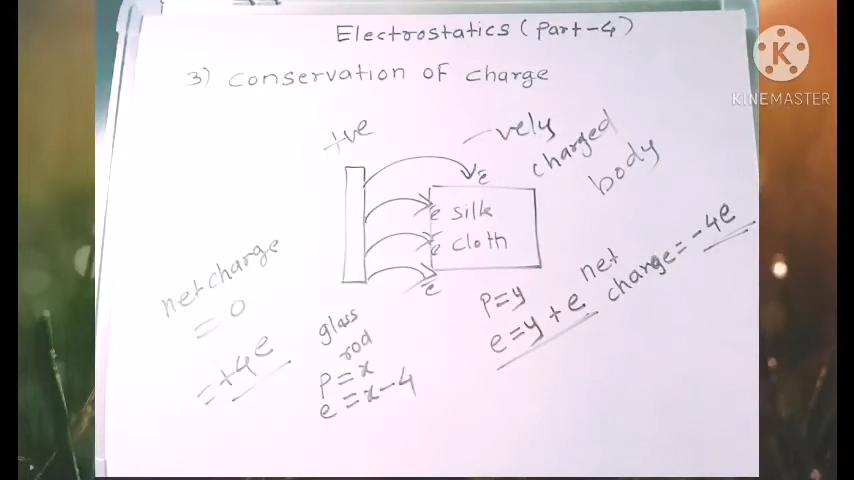 Electrostatics (Part-4)
3) Conservation of charge
+ve
-vely
charged
body
e̅
e̅ silk
e̅ cloth
e̅
net charge
= 0
= +4e
glass
rod
P = x
e = x - 4
P = y
e = y + e
net
charge = -4e
K
KINEMASTER